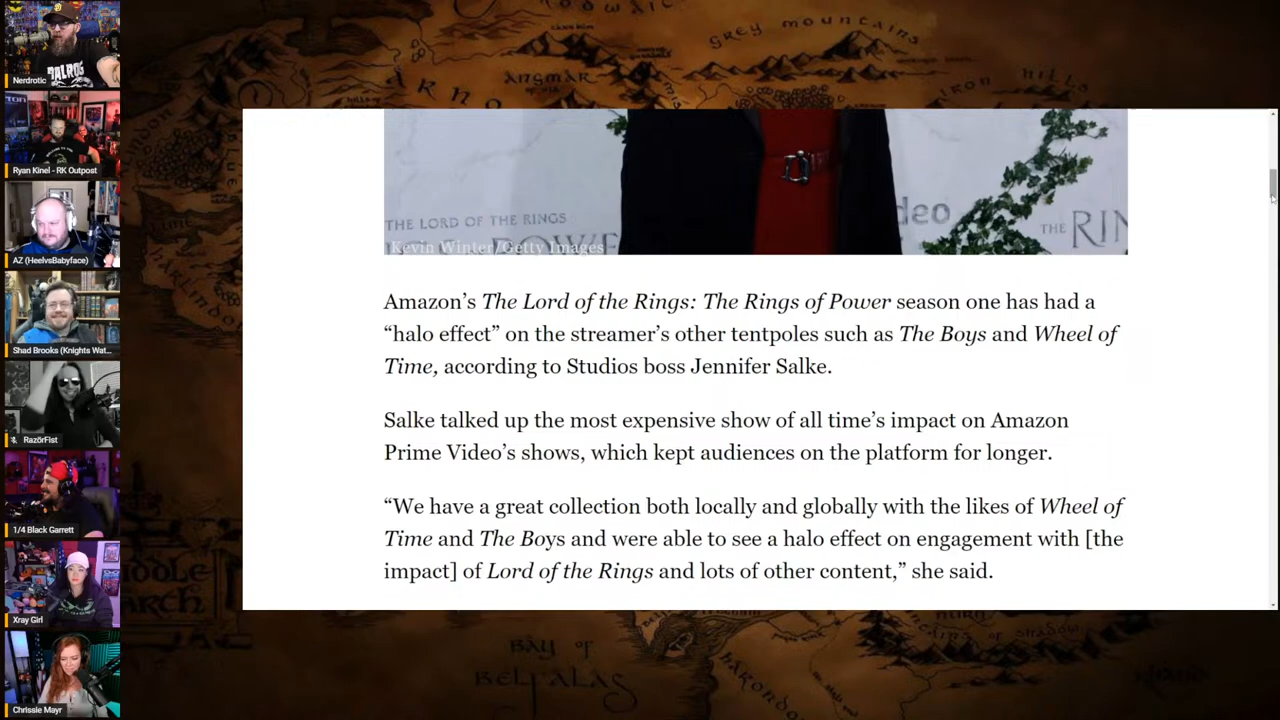 Nerdrotic
Ryan Kinel - RK Outpost
AZ (HeelvsBabyface)
Shad Brooks (Knights Wat...
RazörFist
1/4 Black Garrett
Xray Girl
Chrissie Mayr
GREY MOUNTAINS
ANGMAR
THE LORD OF THE RINGS
Kevin Winter/Getty Images
deo
THE RIN
Amazon’s The Lord of the Rings: The Rings of Power season one has had a
“halo effect” on the streamer’s other tentpoles such as The Boys and Wheel of
Time, according to Studios boss Jennifer Salke.
Salke talked up the most expensive show of all time’s impact on Amazon
Prime Video’s shows, which kept audiences on the platform for longer.
“We have a great collection both locally and globally with the likes of Wheel of
Time and The Boys and were able to see a halo effect on engagement with [the
impact] of Lord of the Rings and lots of other content,” she said.
BAY OF
BELFALAS